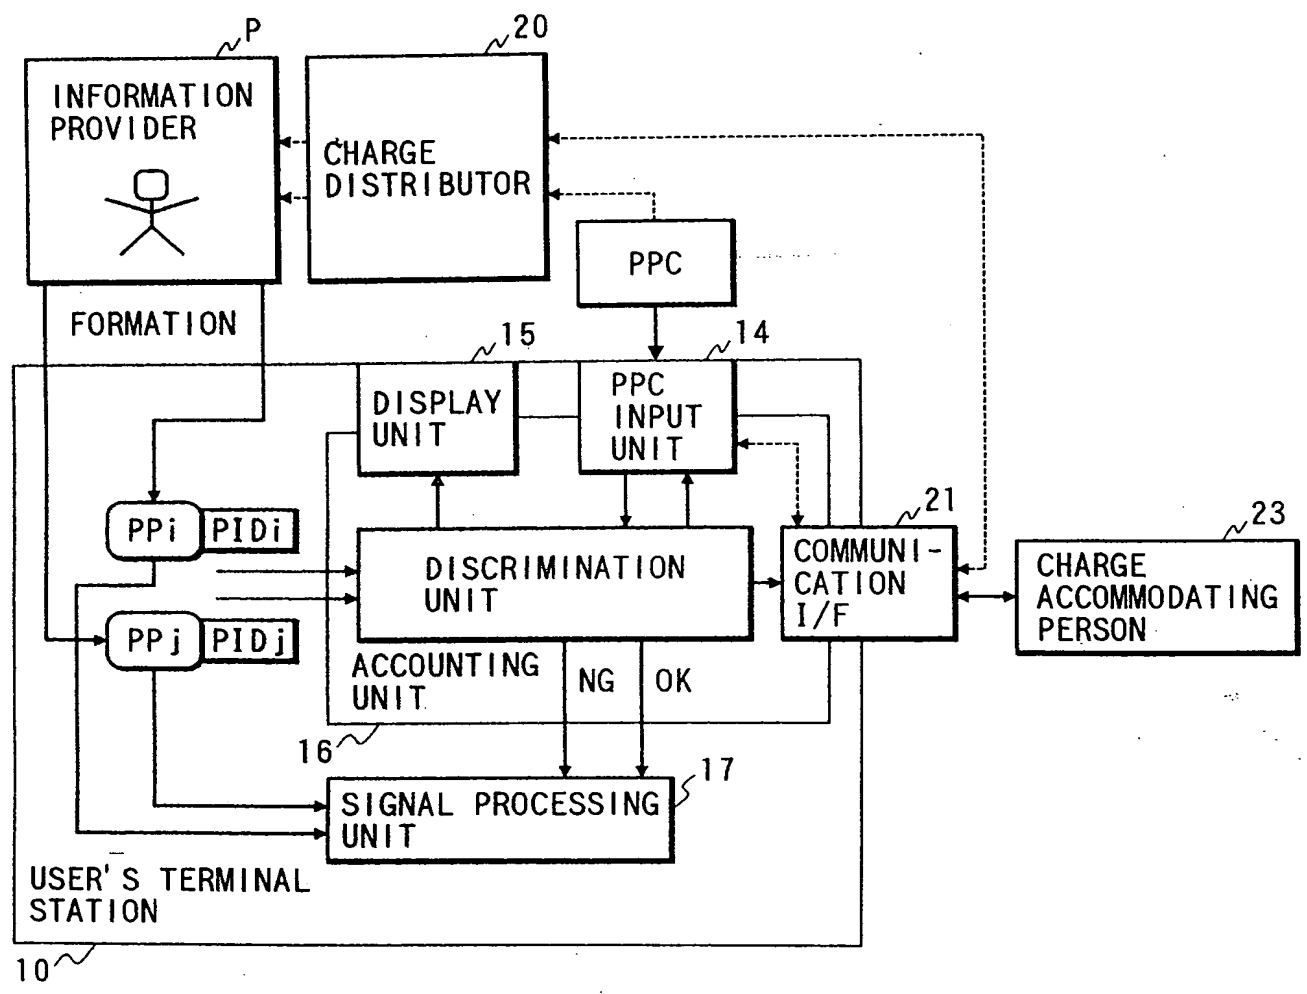 P
20
INFORMATION
PROVIDER
CHARGE
DISTRIBUTOR
PPC
FORMATION
15
14
DISPLAY
UNIT
PPC
INPUT
UNIT
21
23
PPi
PIDi
DISCRIMINATION
UNIT
COMMUNI-
CATION
I/F
CHARGE
ACCOMMODATING
PERSON
PPj
PIDj
ACCOUNTING
UNIT
NG
OK
16
17
SIGNAL PROCESSING
UNIT
USER'S TERMINAL
STATION
10